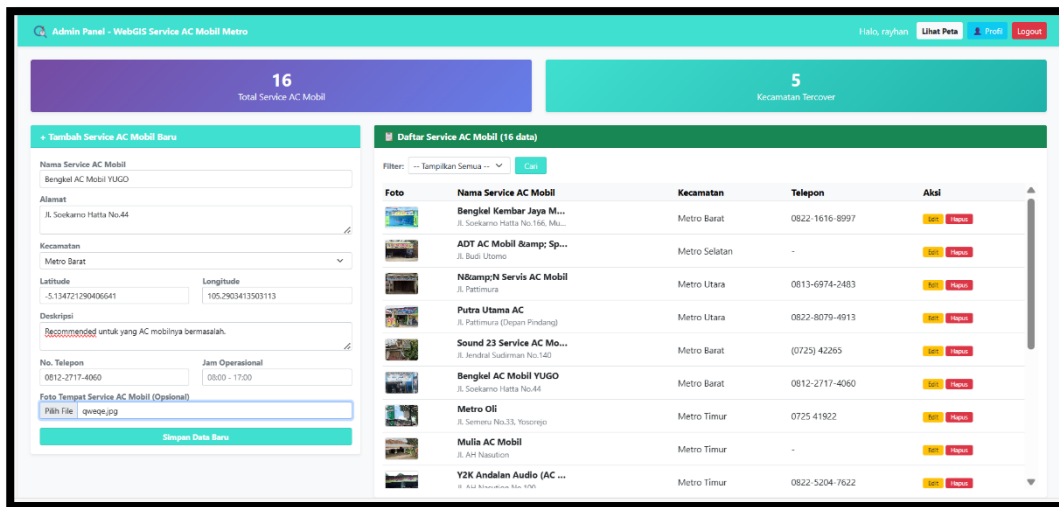 Admin Panel - WebGIS Service AC Mobil Metro
Halo, rayhan
Lihat Peta
Profil
Logout
16
Total Service AC Mobil
5
Kecamatan Tercover
+ Tambah Service AC Mobil Baru
Nama Service AC Mobil
Bengkel AC Mobil YUGO
Alamat
Jl. Soekarno Hatta No.44
Kecamatan
Metro Barat
Latitude Longitude
-5.134721290406641 105.2903413503113
Deskripsi
Recommended untuk yang AC mobilnya bermasalah.
No. Telepon Jam Operasional
0812-2717-4060 08:00 - 17:00
Foto Tempat Service AC Mobil (Opsional)
Pilih File qweqe.jpg
Simpan Data Baru
Daftar Service AC Mobil (16 data)
Filter: -- Tampilkan Semua -- Cari
Foto Nama Service AC Mobil Kecamatan Telepon Aksi
Bengkel Kembar Jaya M...
Jl. Soekarno Hatta No.166, Mu...
Metro Barat 0822-1616-8997 Edit Hapus
ADT AC Mobil &amp; Sp...
Jl. Budi Utomo
Metro Selatan - Edit Hapus
N&amp;N Servis AC Mobil
Jl. Pattimura
Metro Utara 0813-6974-2483 Edit Hapus
Putra Utama AC
Jl. Pattimura (Depan Pindang)
Metro Utara 0822-8079-4913 Edit Hapus
Sound 23 Service AC Mo...
Jl. Jendral Sudirman No.140
Metro Barat (0725) 42265 Edit Hapus
Bengkel AC Mobil YUGO
Jl. Soekarno Hatta No.44
Metro Barat 0812-2717-4060 Edit Hapus
Metro Oli
Jl. Semeru No.33, Yosorejo
Metro Timur 0725 41922 Edit Hapus
Mulia AC Mobil
Jl. AH Nasution
Metro Timur - Edit Hapus
Y2K Andalan Audio (AC ...
Jl. AH Nasution No.100
Metro Timur 0822-5204-7622 Edit Hapus